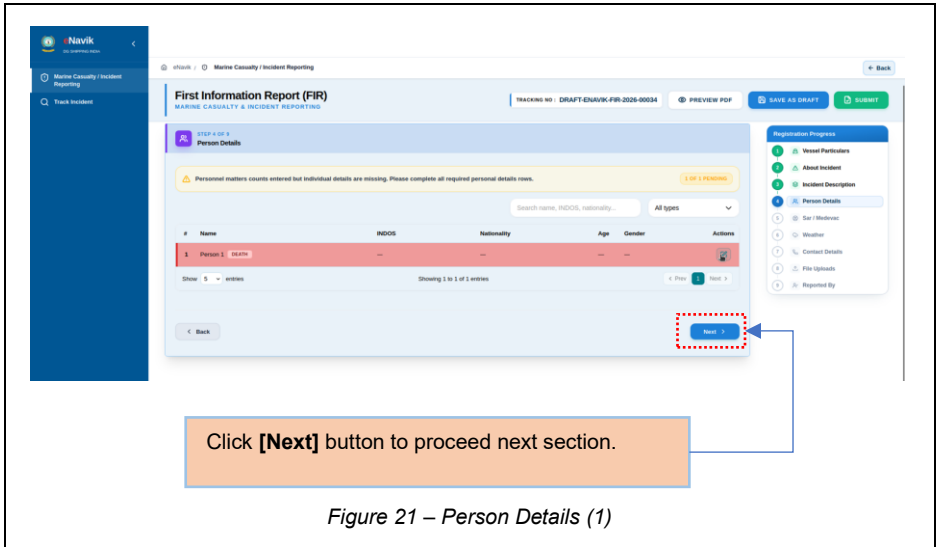 eNavik
DG SHIPPING INDIA
Marine Casualty / Incident
Reporting
Track Incident
eNavik / Marine Casualty / Incident Reporting
← Back
First Information Report (FIR)
MARINE CASUALTY & INCIDENT REPORTING
TRACKING NO : DRAFT-ENAVIK-FIR-2026-00034
PREVIEW PDF
SAVE AS DRAFT
SUBMIT
STEP 4 OF 9
Person Details
Personnel matters counts entered but individual details are missing. Please complete all required personal details rows.
1 OF 1 PENDING
Search name, INDOS, nationality...
All types
# Name INDOS Nationality Age Gender Actions
1 Person 1 DEATH — — — —
Show 5 entries
Showing 1 to 1 of 1 entries
< Prev 1 Next >
< Back
Next >
Registration Progress
1 Vessel Particulars
2 About Incident
3 Incident Description
4 Person Details
5 Sar / Medevac
6 Weather
7 Contact Details
8 File Uploads
9 Reported By
Click [Next] button to proceed next section.
Figure 21 – Person Details (1)